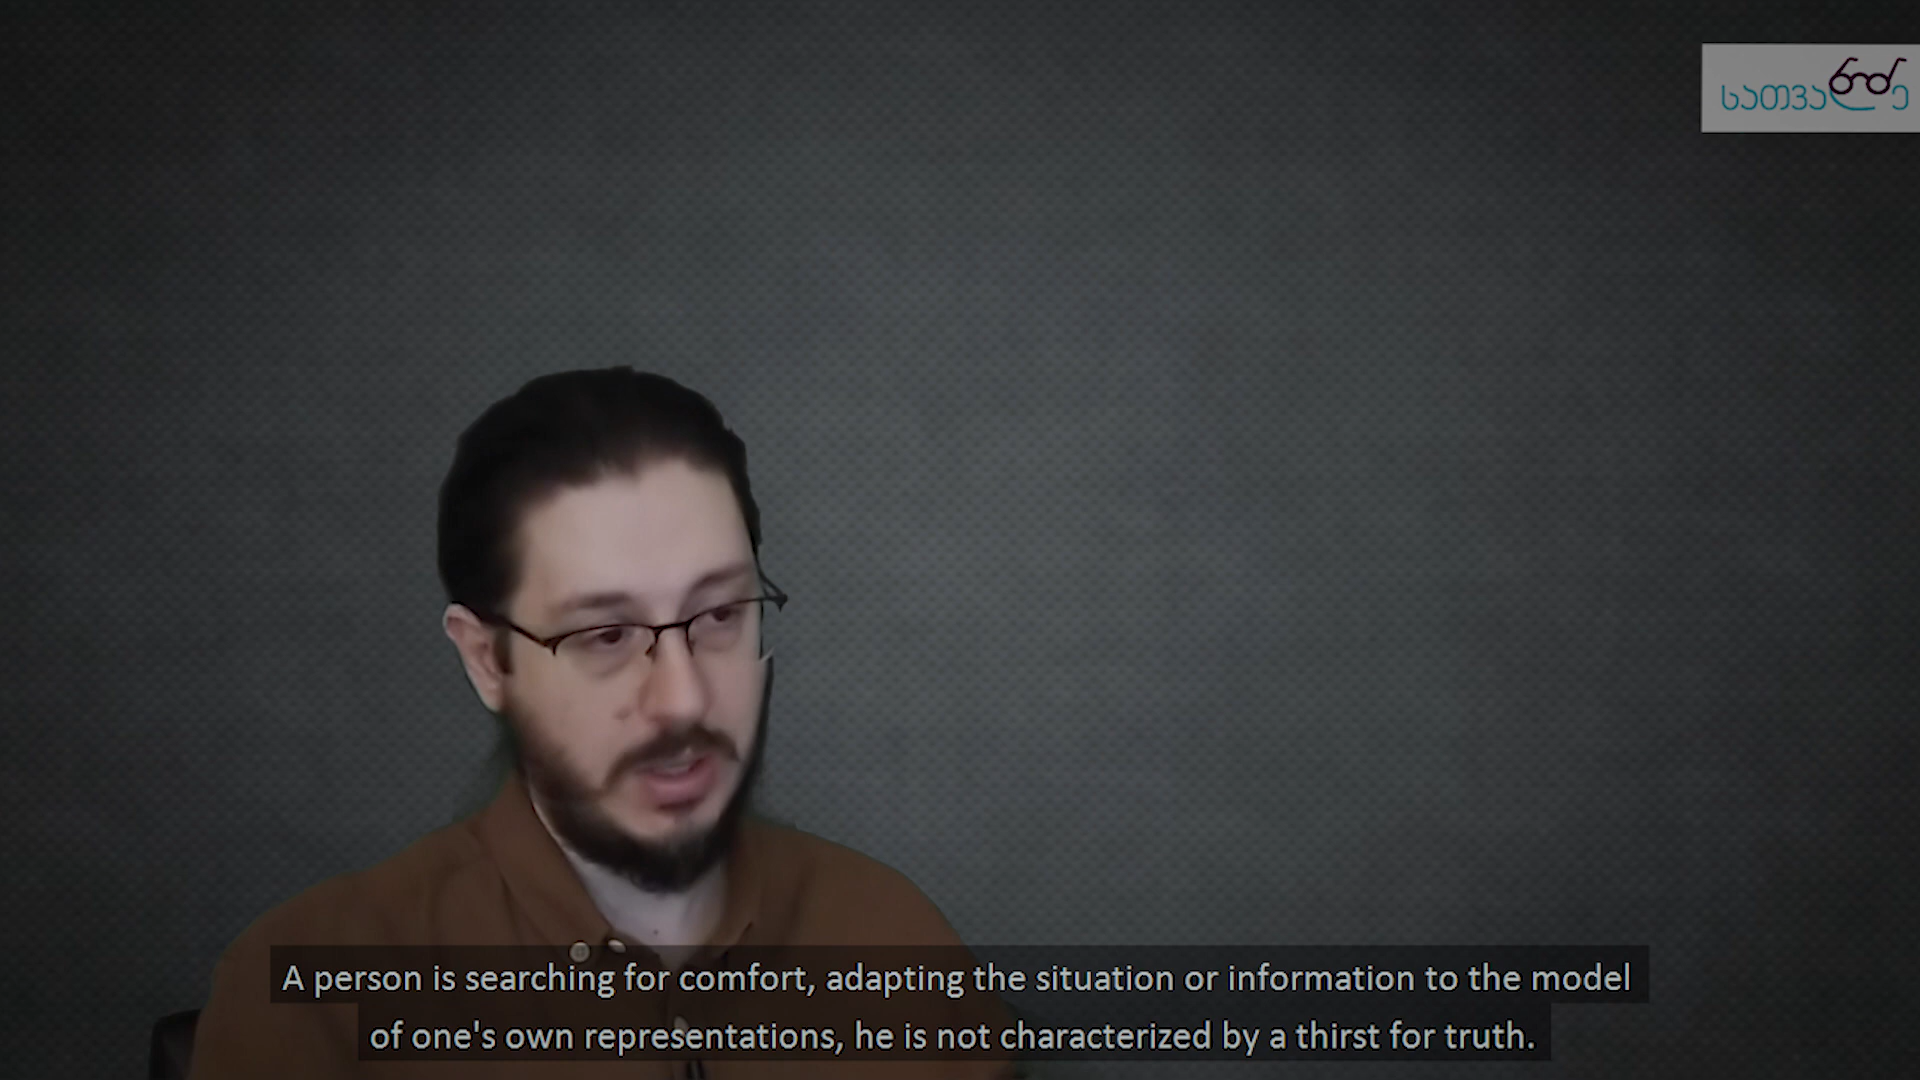 სათვალე
A person is searching for comfort, adapting the situation or information to the model
of one's own representations, he is not characterized by a thirst for truth.